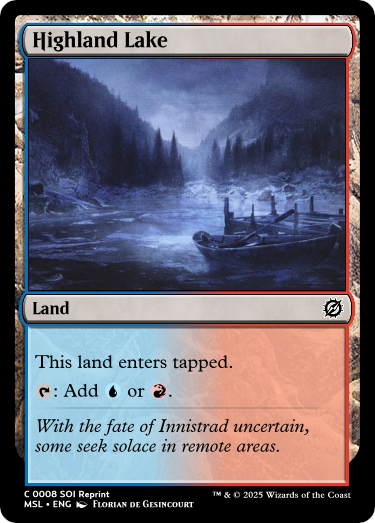 Highland Lake
Land
This land enters tapped.
: Add or .
With the fate of Innistrad uncertain,
some seek solace in remote areas.
C 0008 SOI Reprint
MSL • ENG FLORIAN DE GESINCOURT
™ & © 2025 Wizards of the Coast